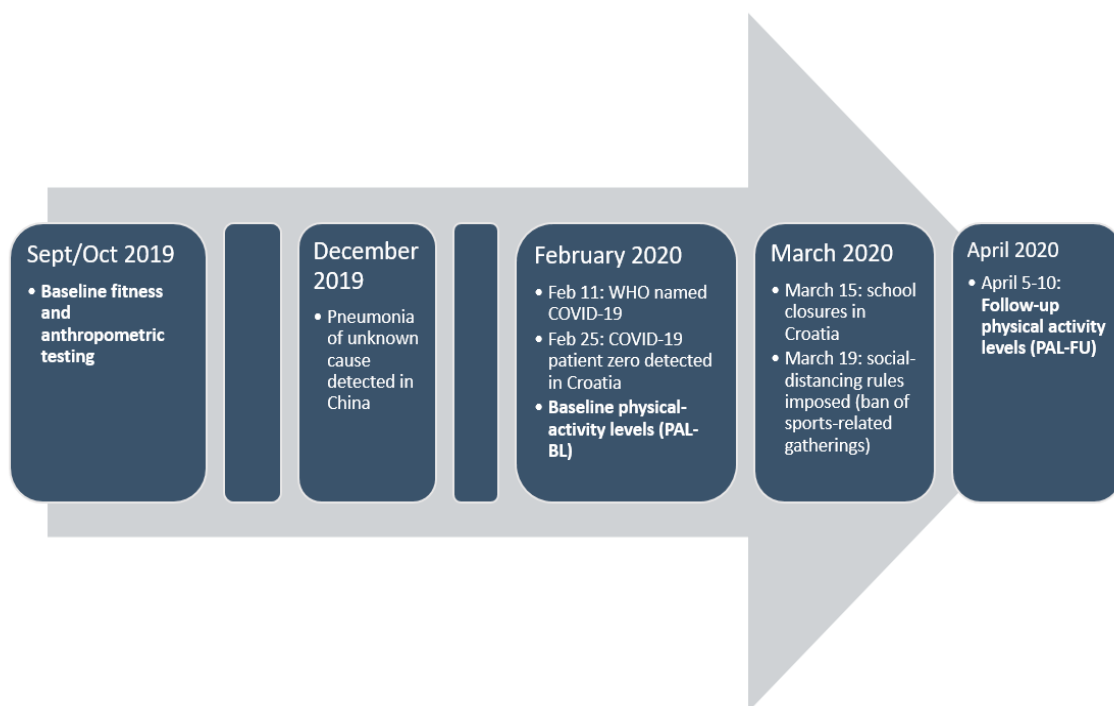 Sept/Oct 2019
• Baseline fitness
and
anthropometric
testing
December
2019
• Pneumonia
of unknown
cause
detected in
China
February 2020
• Feb 11: WHO named
COVID-19
• Feb 25: COVID-19
patient zero detected
in Croatia
• Baseline physical-
activity levels (PAL-
BL)
March 2020
• March 15: school
closures in
Croatia
• March 19: social-
distancing rules
imposed (ban of
sports-related
gatherings)
April 2020
• April 5-10:
Follow-up
physical activity
levels (PAL-FU)